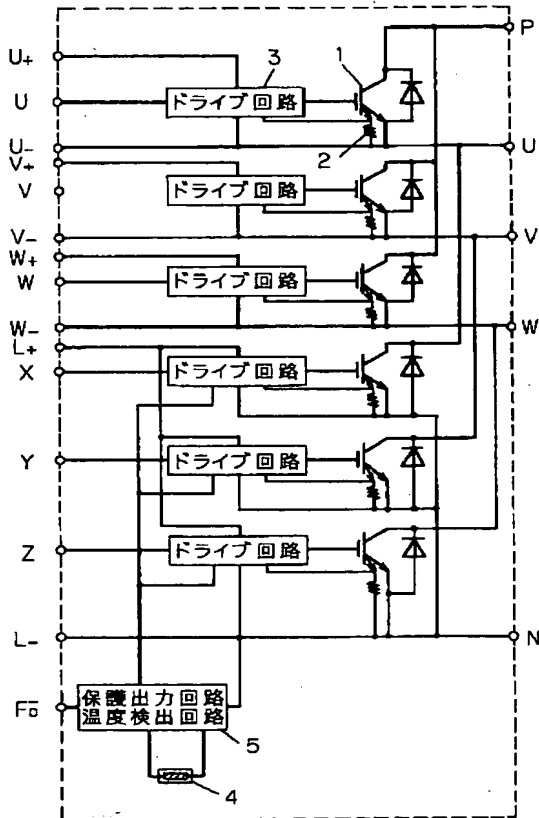 U+
3
1
P
U
ドライブ回路
U-
2
U
V+
V
ドライブ回路
V-
V
W+
W
ドライブ回路
W-
W
L+
X
ドライブ回路
Y
ドライブ回路
Z
ドライブ回路
L-
N
Fo
保護出力回路
温度検出回路
5
4